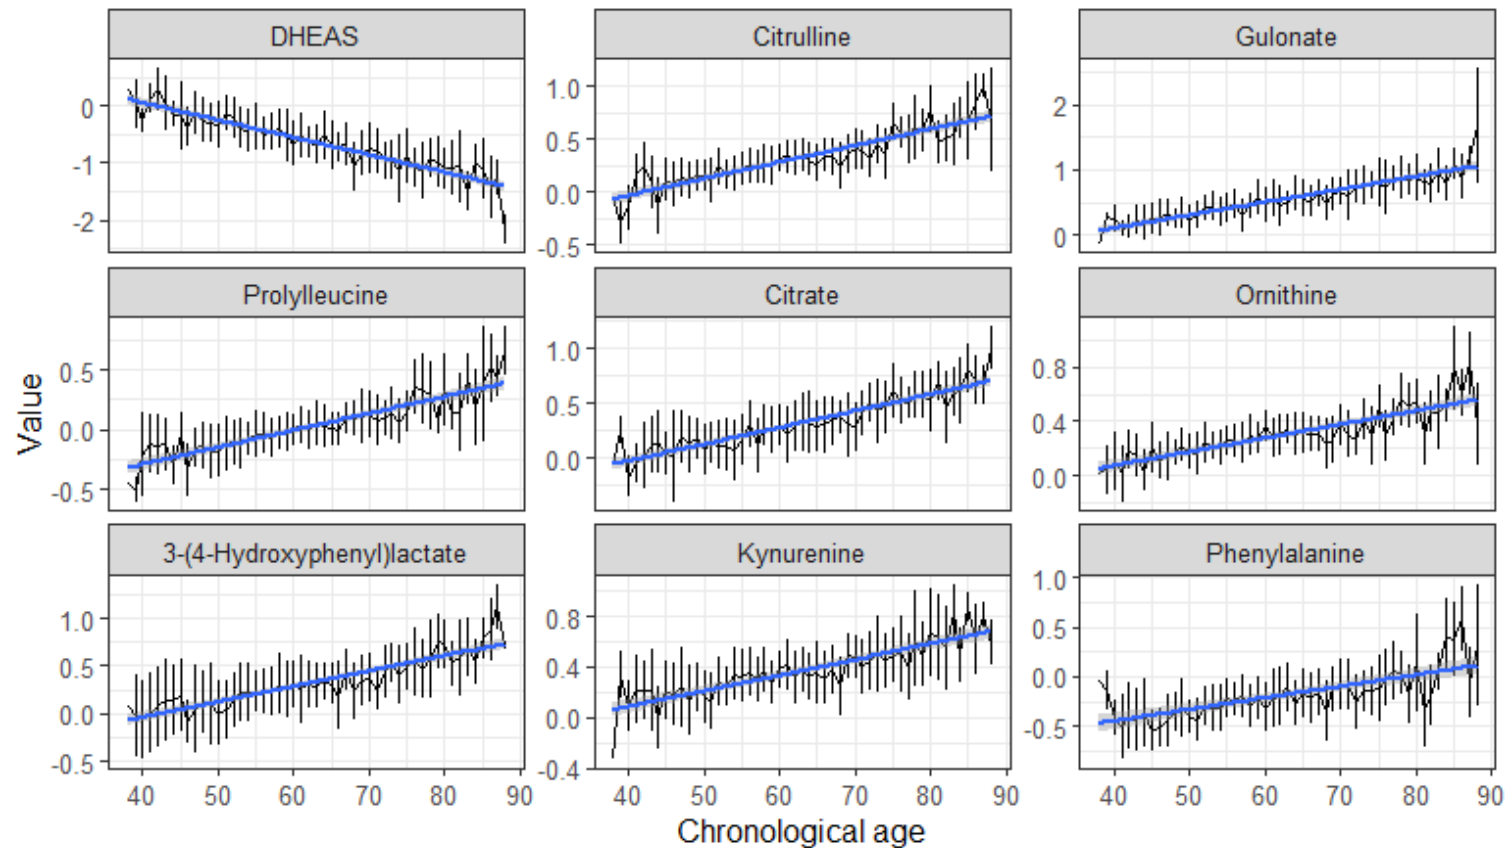 DHEAS
Citrulline
Gulonate
0
-1
-2
1.0
0.5
0.0
-0.5
2
1
0
Prolylleucine
Citrate
Ornithine
Value
0.5
0.0
-0.5
1.0
0.5
0.0
0.8
0.4
0.0
3-(4-Hydroxyphenyl)lactate
Kynurenine
Phenylalanine
1.0
0.5
0.0
-0.5
0.8
0.4
0.0
-0.4
1.0
0.5
0.0
-0.5
40 50 60 70 80 90
40 50 60 70 80 90
40 50 60 70 80 90
Chronological age